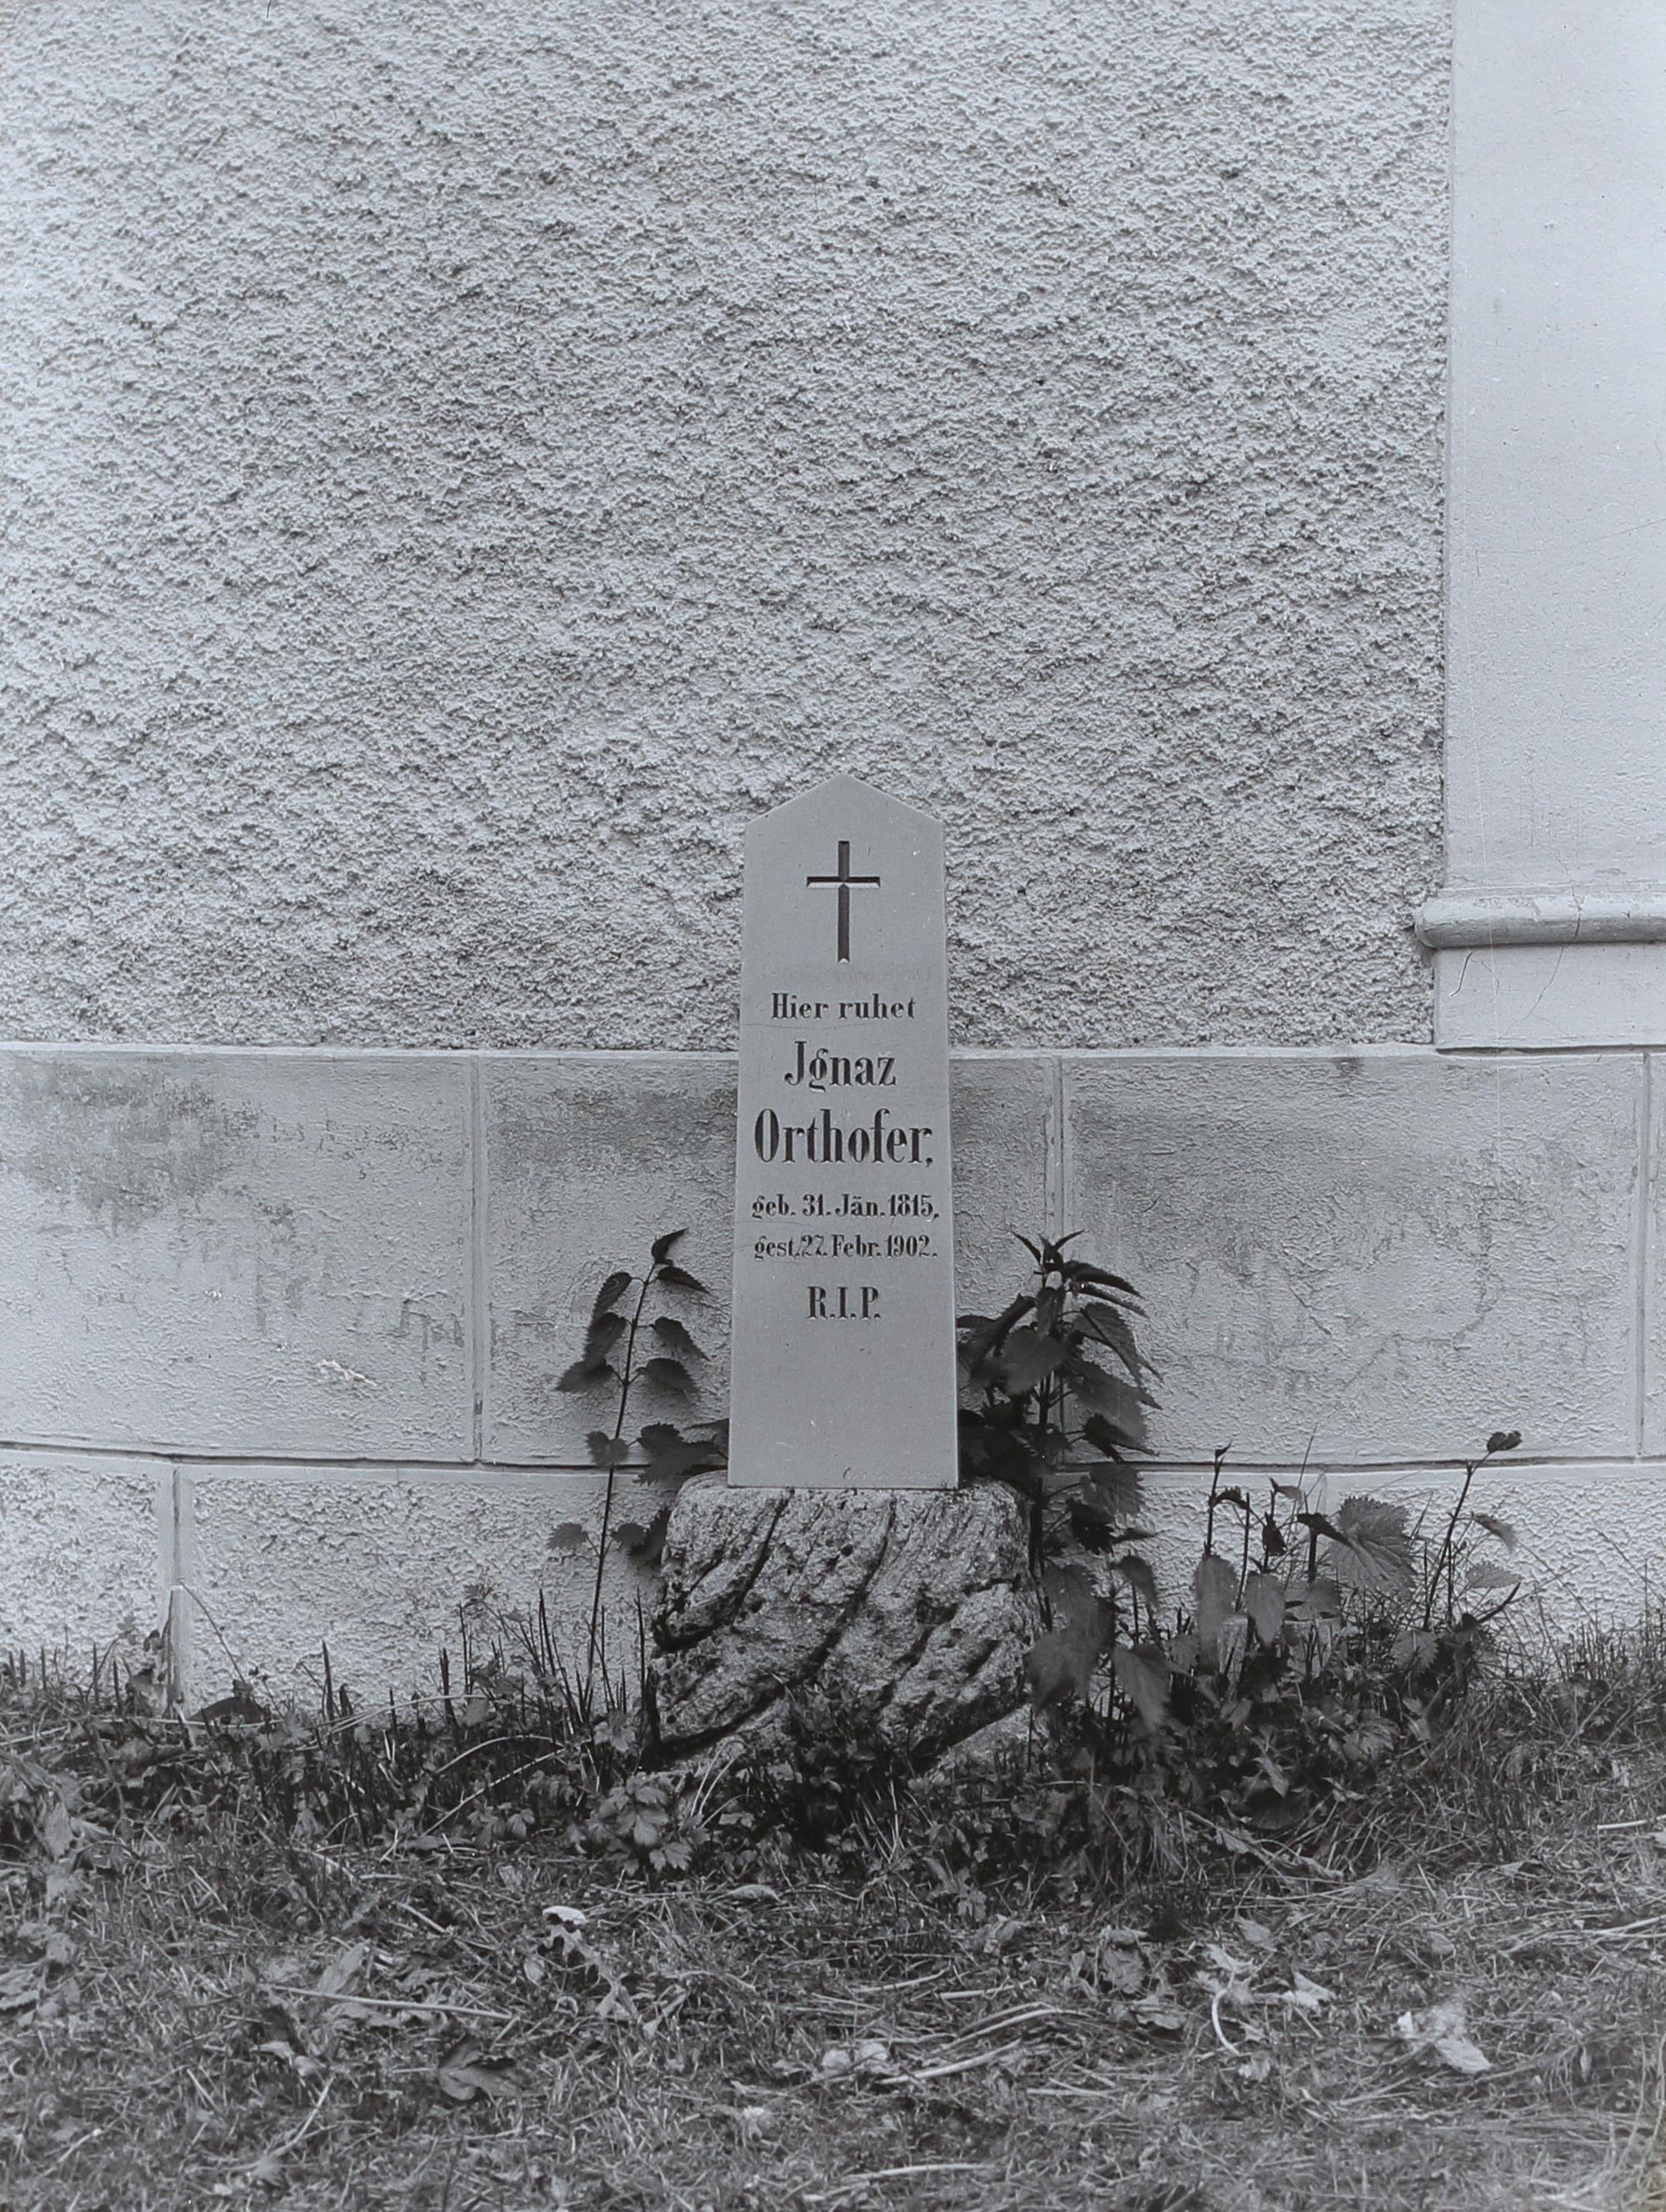 Hier ruhet
Jgnaz
Orthofer,
geb. 31. Jän. 1815,
gest. 27. Febr. 1902.
R.I.P.